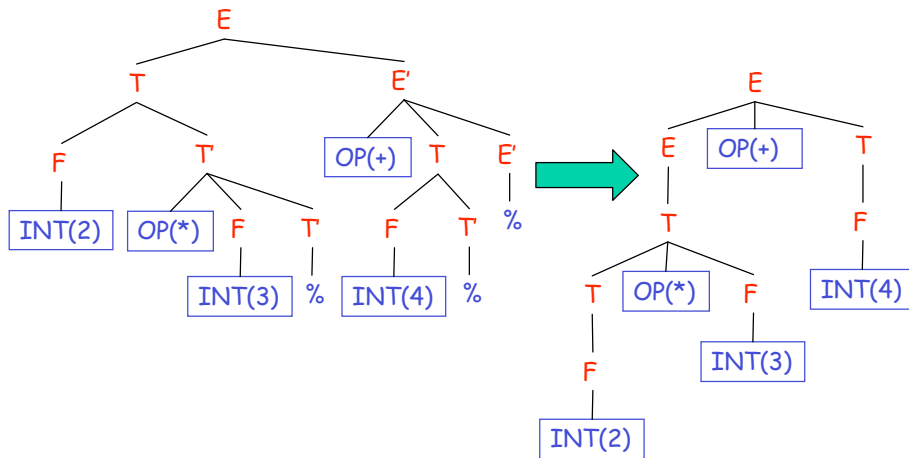 E
T E'
F T' OP(+) T E'
INT(2) OP(*) F T' F T' %
INT(3) % INT(4) %
E
E OP(+) T
T F
T OP(*) F INT(4)
F INT(3)
INT(2)